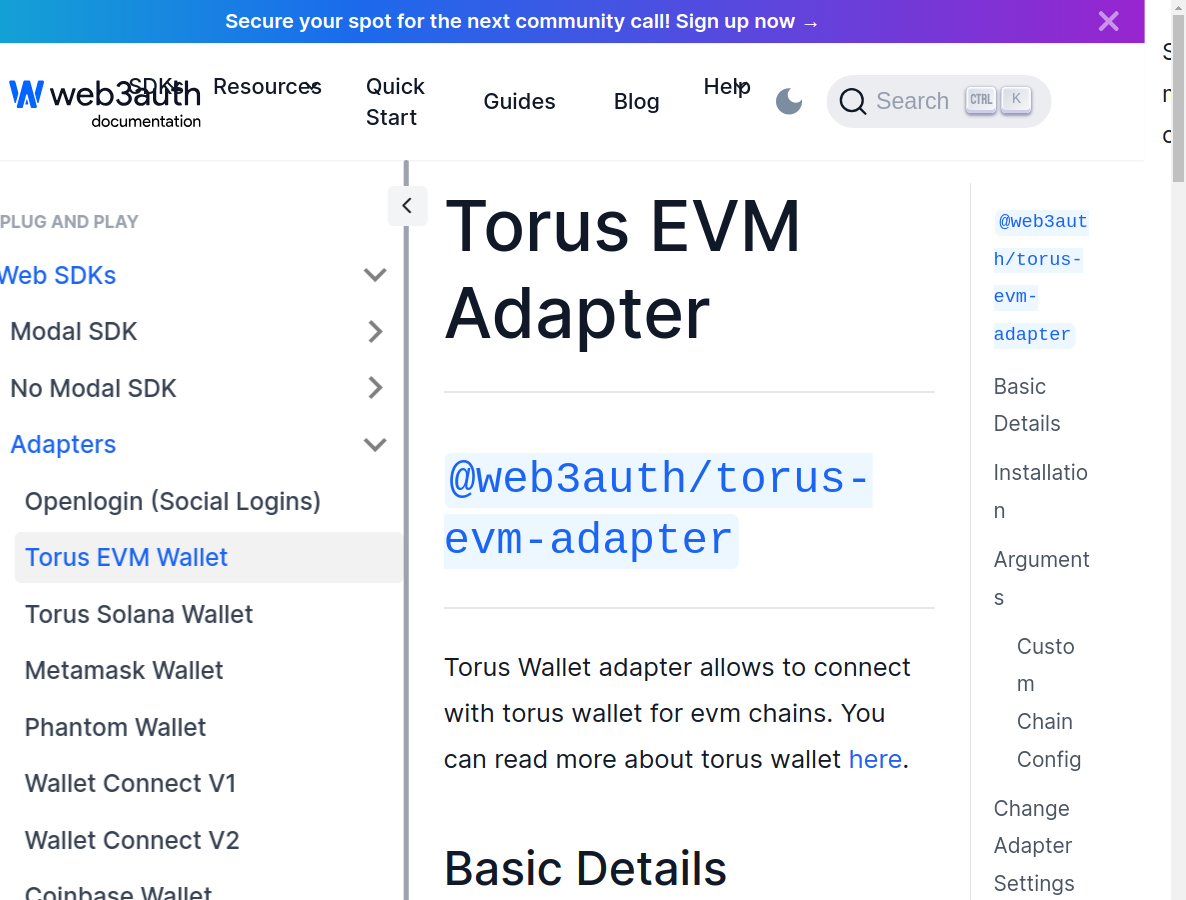 Secure your spot for the next community call! Sign up now →
web3auth
documentation
SDKs
Resources
Quick
Start
Guides
Blog
Help
Search
CTRL
K
PLUG AND PLAY
Web SDKs
Modal SDK
No Modal SDK
Adapters
Openlogin (Social Logins)
Torus EVM Wallet
Torus Solana Wallet
Metamask Wallet
Phantom Wallet
Wallet Connect V1
Wallet Connect V2
Coinbase Wallet
Torus EVM
Adapter
@web3auth/torus-
evm-adapter
Torus Wallet adapter allows to connect
with torus wallet for evm chains. You
can read more about torus wallet here.
Basic Details
@web3aut
h/torus-
evm-
adapter
Basic
Details
Installatio
n
Argument
s
Custo
m
Chain
Config
Change
Adapter
Settings